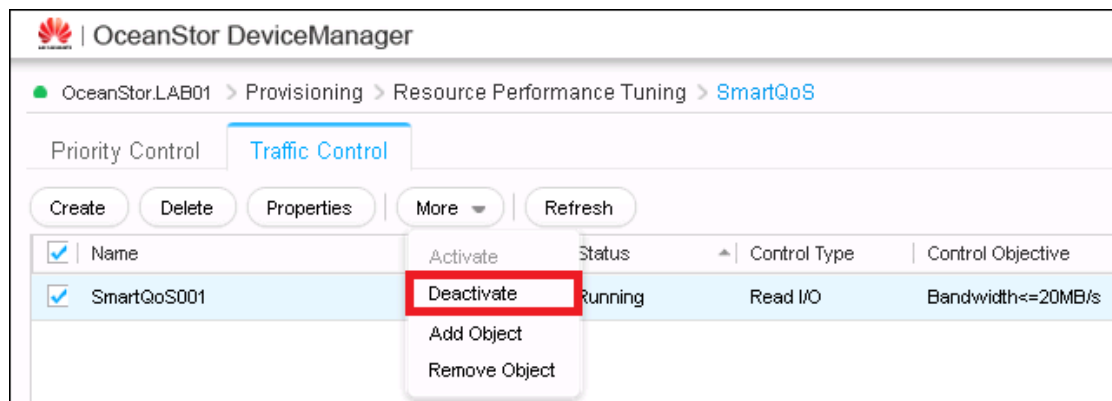 OceanStor DeviceManager
OceanStor.LAB01 > Provisioning > Resource Performance Tuning > SmartQoS
Priority Control Traffic Control
Create Delete Properties More Refresh
Name Status Control Type Control Objective
Activate
SmartQoS001 Running Read I/O Bandwidth<=20MB/s
Deactivate
Add Object
Remove Object